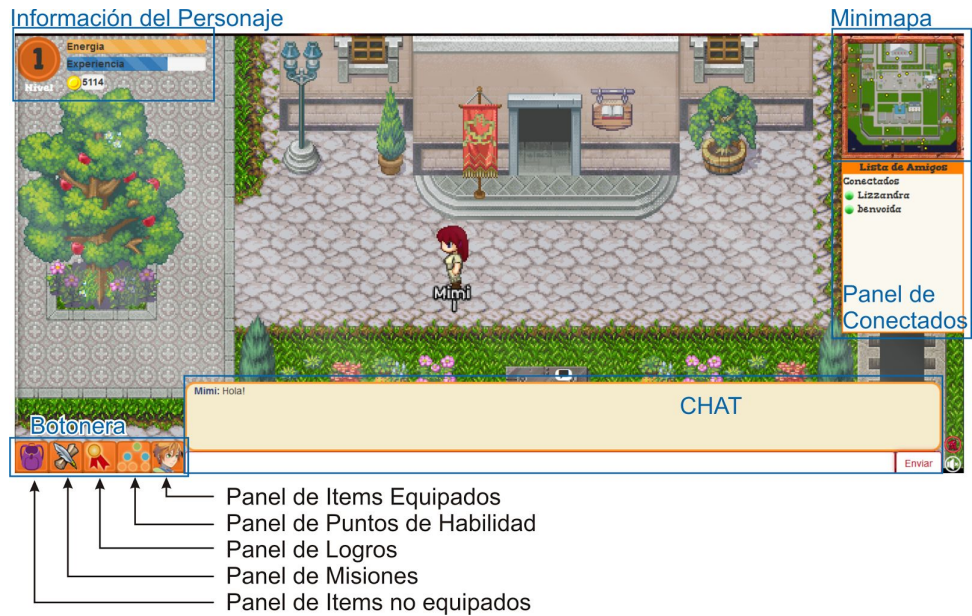 Información del Personaje
Minimapa
1
Energia
Experiencia
Nivel
5114
Lista de Amigos
Conectados
Lizzandra
benvoida
Mimi
Panel de
Conectados
Mimi: Hola!
CHAT
Botonera
Enviar
Panel de Items Equipados
Panel de Puntos de Habilidad
Panel de Logros
Panel de Misiones
Panel de Items no equipados